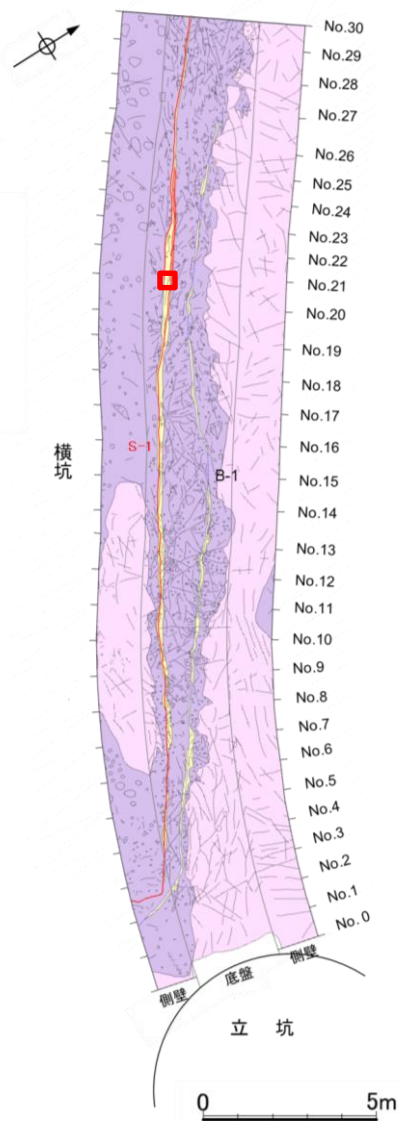 No.30
No.29
No.28
No.27
No.26
No.25
No.24
No.23
No.22
No.21
No.20
No.19
No.18
No.17
S-1
No.16
横坑
B-1
No.15
No.14
No.13
No.12
No.11
No.10
No.9
No.8
No.7
No.6
No.5
No.4
No.3
No.2
No.1
No. 0
側壁
底盤
側壁
立 坑
0
5m